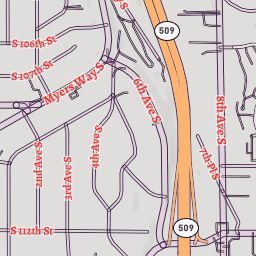 509
S 106th St
S 107th St
Myers Way S
6th Ave S
8th Ave S
4th Ave S
7th Pl S
2nd Ave S
3rd Ave S
S 112th St
509